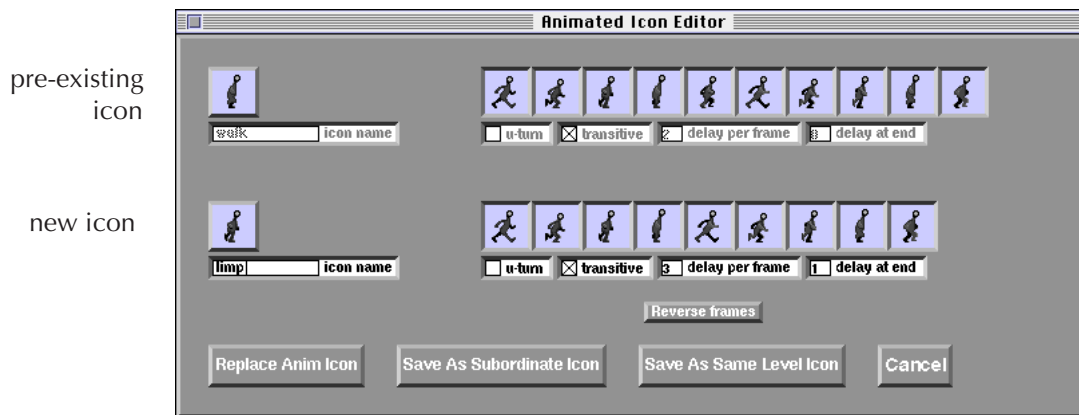 Animated Icon Editor
pre-existing
icon
walk icon name
u-turn transitive 2 delay per frame 0 delay at end
new icon
limp icon name
u-turn transitive 3 delay per frame 1 delay at end
Reverse frames
Replace Anim Icon Save As Subordinate Icon Save As Same Level Icon Cancel